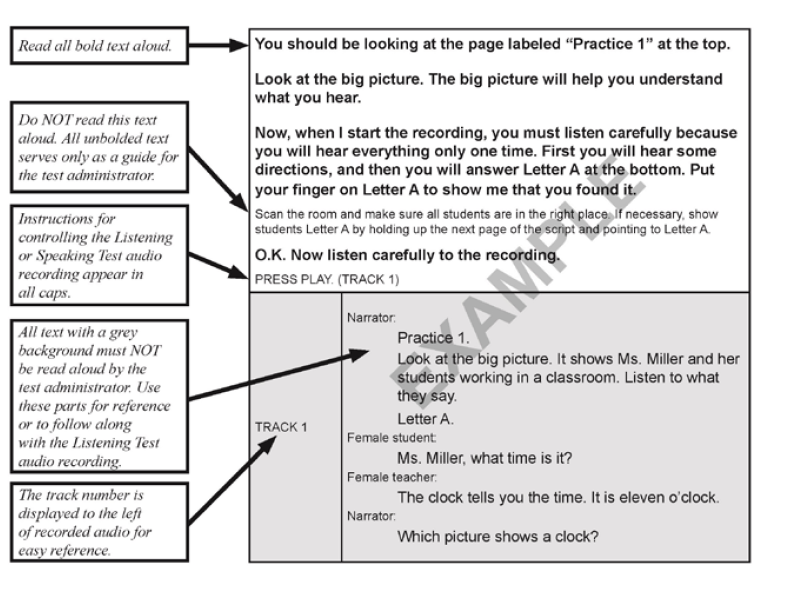 Read all bold text aloud.
Do NOT read this text
aloud. All unbolded text
serves only as a guide for
the test administrator.
Instructions for
controlling the Listening
or Speaking Test audio
recording appear in
all caps.
All text with a grey
background must NOT
be read aloud by the
test administrator. Use
these parts for reference
or to follow along
with the Listening Test
audio recording.
The track number is
displayed to the left
of recorded audio for
easy reference.
You should be looking at the page labeled “Practice 1” at the top.
Look at the big picture. The big picture will help you understand
what you hear.
Now, when I start the recording, you must listen carefully because
you will hear everything only one time. First you will hear some
directions, and then you will answer Letter A at the bottom. Put
your finger on Letter A to show me that you found it.
Scan the room and make sure all students are in the right place. If necessary, show
students Letter A by holding up the next page of the script and pointing to Letter A.
O.K. Now listen carefully to the recording.
PRESS PLAY. (TRACK 1)
TRACK 1
Narrator:
Practice 1.
Look at the big picture. It shows Ms. Miller and her
students working in a classroom. Listen to what
they say.
Letter A.
Female student:
Ms. Miller, what time is it?
Female teacher:
The clock tells you the time. It is eleven o’clock.
Narrator:
Which picture shows a clock?
EXAMPLE